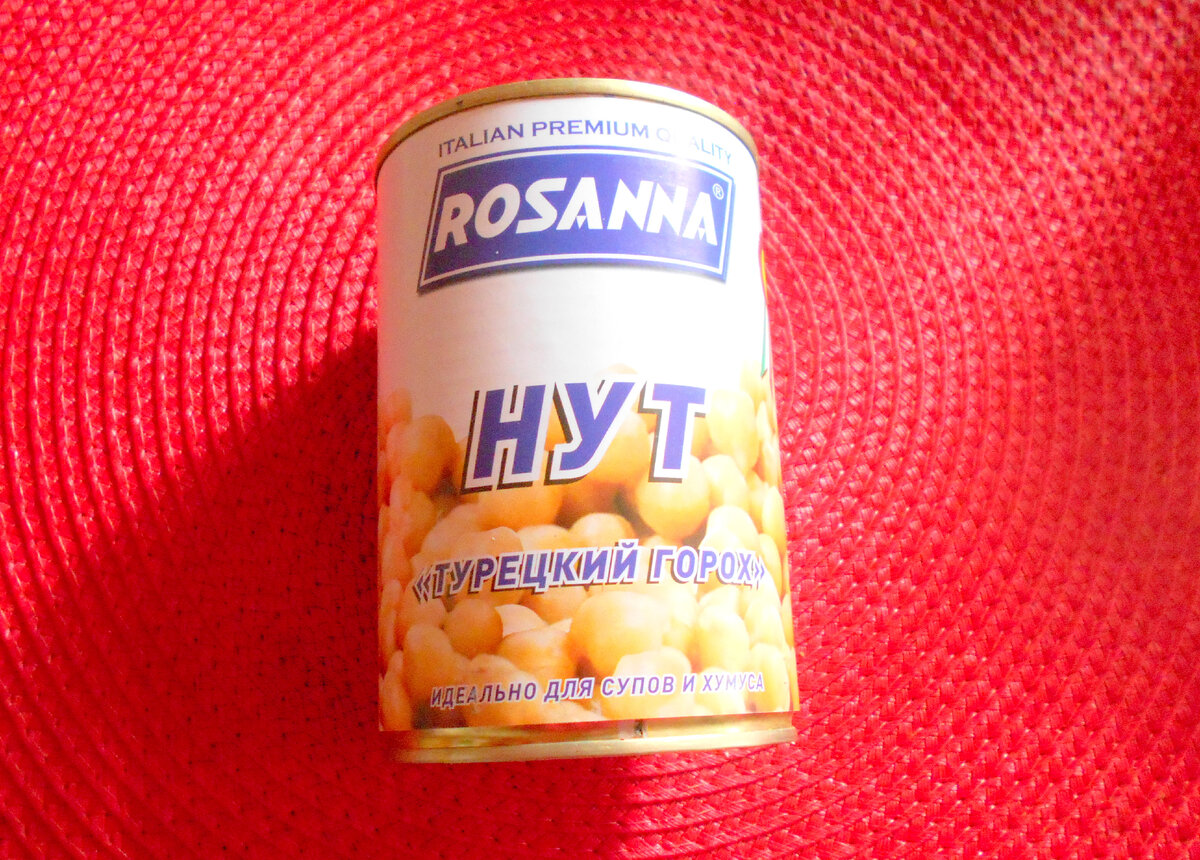 ITALIAN PREMIUM QUALITY
ROSANNA®
НУТ
«ТУРЕЦКИЙ ГОРОХ»
ИДЕАЛЬНО ДЛЯ СУПОВ И ХУМУСА